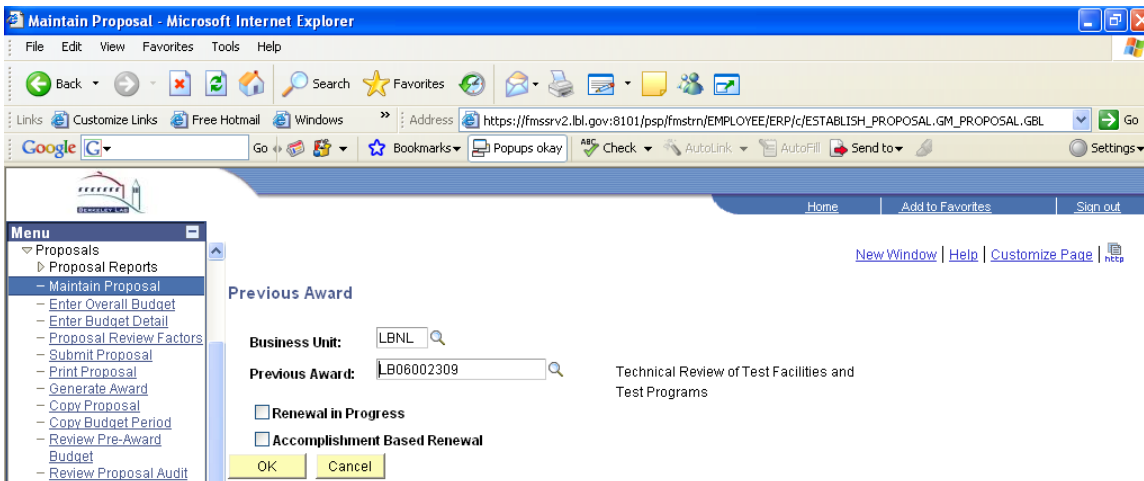 Maintain Proposal - Microsoft Internet Explorer
File Edit View Favorites Tools Help
Back Search Favorites
Links Customize Links Free Hotmail Windows » Address https://fmssrv2.lbl.gov:8101/psp/fmstrn/EMPLOYEE/ERP/c/ESTABLISH_PROPOSAL.GM_PROPOSAL.GBL Go
Google G Go Bookmarks Popups okay ABC Check AutoLink AutoFill Send to Settings
BERKELEY LAB
Home Add to Favorites Sign out
Menu
Proposals
Proposal Reports
– Maintain Proposal
– Enter Overall Budget
– Enter Budget Detail
– Proposal Review Factors
– Submit Proposal
– Print Proposal
– Generate Award
– Copy Proposal
– Copy Budget Period
– Review Pre-Award
Budget
– Review Proposal Audit
New Window | Help | Customize Page | http
Previous Award
Business Unit: LBNL
Previous Award: LB06002309 Technical Review of Test Facilities and
Test Programs
Renewal in Progress
Accomplishment Based Renewal
OK Cancel